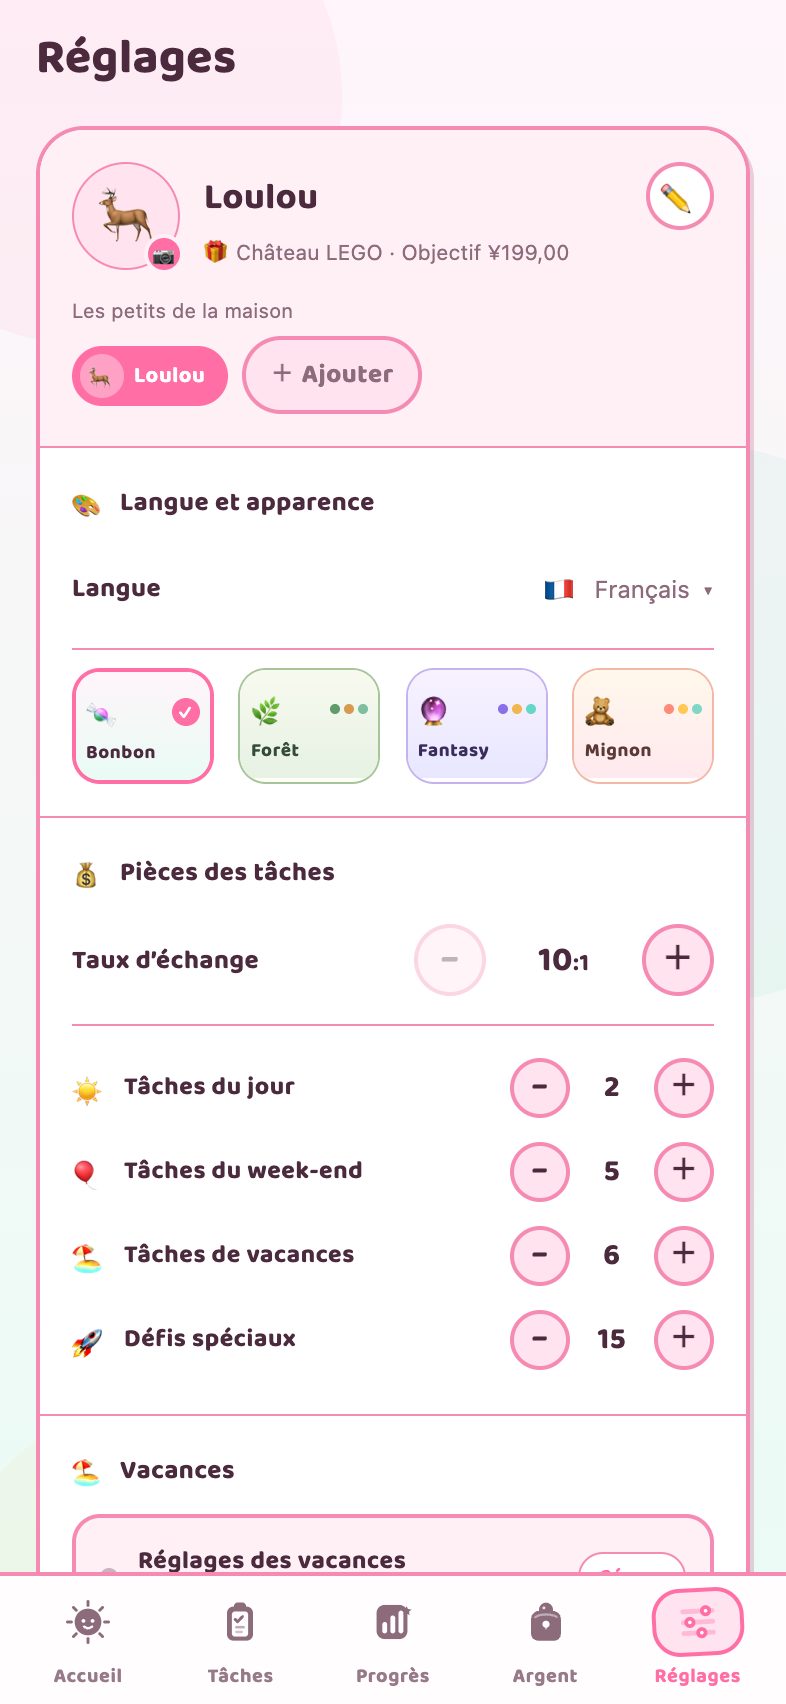 Réglages
Loulou
Château LEGO · Objectif ¥199,00
Les petits de la maison
Loulou
+ Ajouter
Langue et apparence
Langue
Français
Bonbon
Forêt
Fantasy
Mignon
Pièces des tâches
Taux d'échange
- 10:1 +
Tâches du jour
- 2 +
Tâches du week-end
- 5 +
Tâches de vacances
- 6 +
Défis spéciaux
- 15 +
Vacances
Réglages des vacances
Accueil
Tâches
Progrès
Argent
Réglages